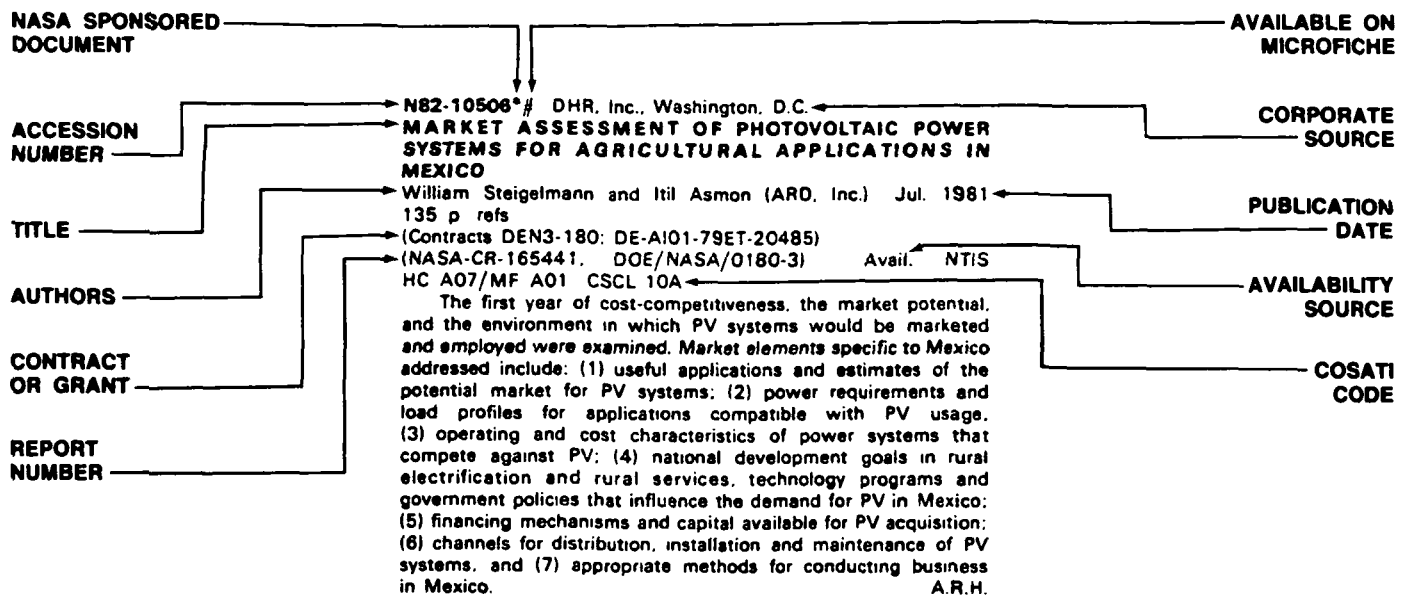 NASA SPONSORED
DOCUMENT
AVAILABLE ON
MICROFICHE
ACCESSION
NUMBER
TITLE
AUTHORS
CONTRACT
OR GRANT
REPORT
NUMBER
N82-10506*# DHR, Inc., Washington, D.C.
MARKET ASSESSMENT OF PHOTOVOLTAIC POWER
SYSTEMS FOR AGRICULTURAL APPLICATIONS IN
MEXICO
William Steigelmann and Itil Asmon (ARD, Inc.) Jul. 1981
135 p refs
(Contracts DEN3-180; DE-AI01-79ET-20485)
(NASA-CR-165441, DOE/NASA/0180-3) Avail. NTIS
HC A07/MF A01 CSCL 10A
The first year of cost-competitiveness, the market potential,
and the environment in which PV systems would be marketed
and employed were examined. Market elements specific to Mexico
addressed include: (1) useful applications and estimates of the
potential market for PV systems; (2) power requirements and
load profiles for applications compatible with PV usage,
(3) operating and cost characteristics of power systems that
compete against PV; (4) national development goals in rural
electrification and rural services, technology programs and
government policies that influence the demand for PV in Mexico;
(5) financing mechanisms and capital available for PV acquisition;
(6) channels for distribution, installation and maintenance of PV
systems, and (7) appropriate methods for conducting business
in Mexico. A.R.H.
CORPORATE
SOURCE
PUBLICATION
DATE
AVAILABILITY
SOURCE
COSATI
CODE